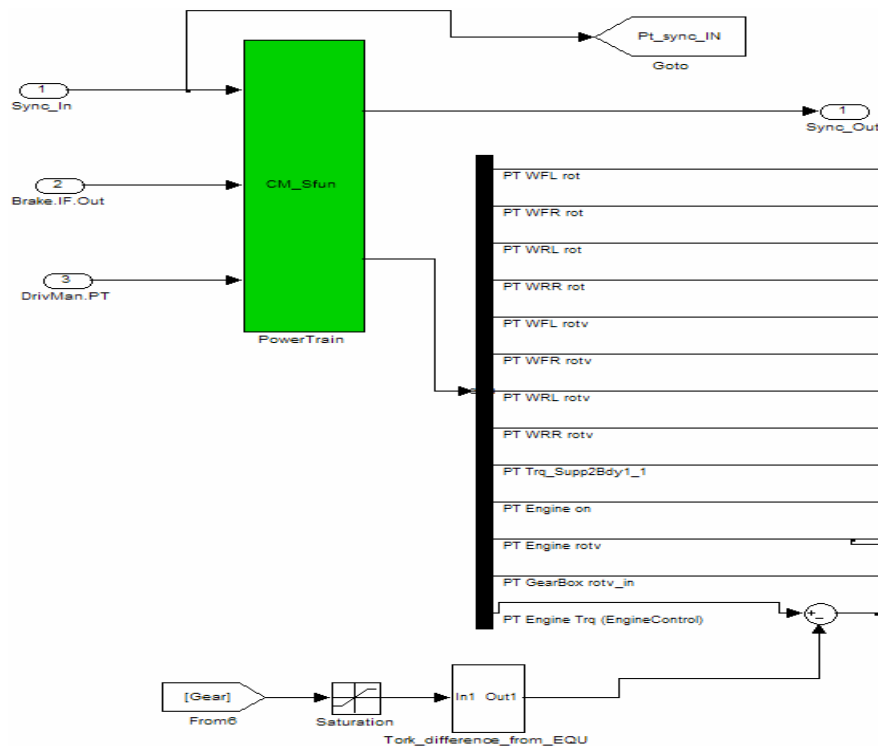 Pt_sync_IN
Goto
1
Sync_In
1
Sync_Out
CM_Sfun
2
Brake.IF.Out
3
DrivMan.PT
PowerTrain
PT WFL rot
PT WFR rot
PT WRL rot
PT WRR rot
PT WFL rotv
PT WFR rotv
PT WRL rotv
PT WRR rotv
PT Trq_Supp2Bdy1_1
PT Engine on
PT Engine rotv
PT GearBox rotv_in
PT Engine Trq (EngineControl)
+
−
[Gear]
From6
Saturation
In1 Out1
Tork_difference_from_EQU